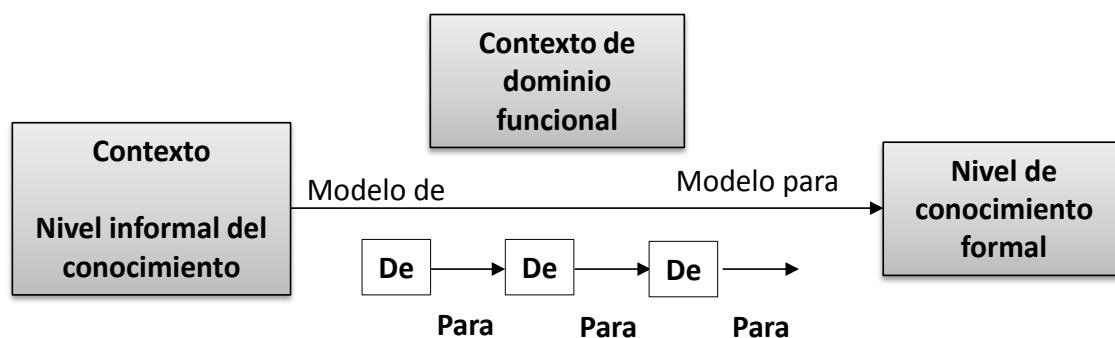 Contexto de
dominio
funcional
Contexto
Nivel informal del
conocimiento
Modelo de
Modelo para
Nivel de
conocimiento
formal
De
De
De
Para
Para
Para